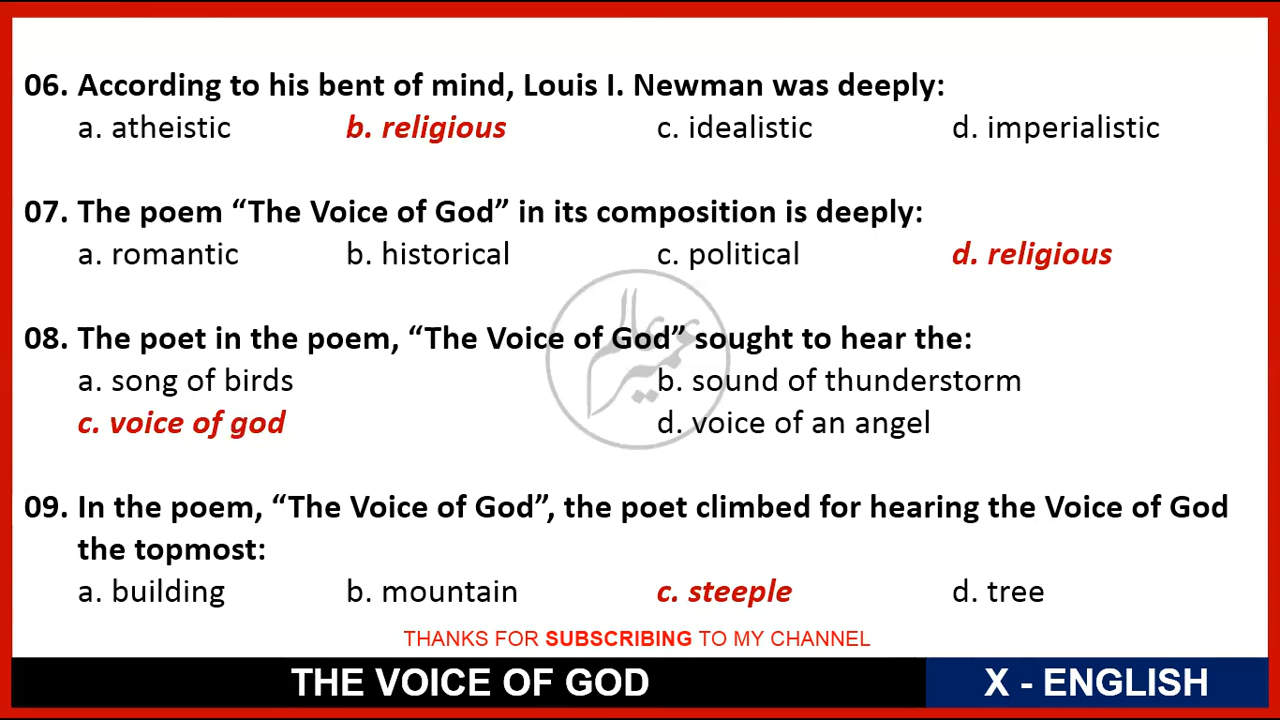 06. According to his bent of mind, Louis I. Newman was deeply:
a. atheistic b. religious c. idealistic d. imperialistic
07. The poem “The Voice of God” in its composition is deeply:
a. romantic b. historical c. political d. religious
08. The poet in the poem, “The Voice of God” sought to hear the:
a. song of birds b. sound of thunderstorm
c. voice of god d. voice of an angel
09. In the poem, “The Voice of God”, the poet climbed for hearing the Voice of God
the topmost:
a. building b. mountain c. steeple d. tree
THANKS FOR SUBSCRIBING TO MY CHANNEL
THE VOICE OF GOD X - ENGLISH